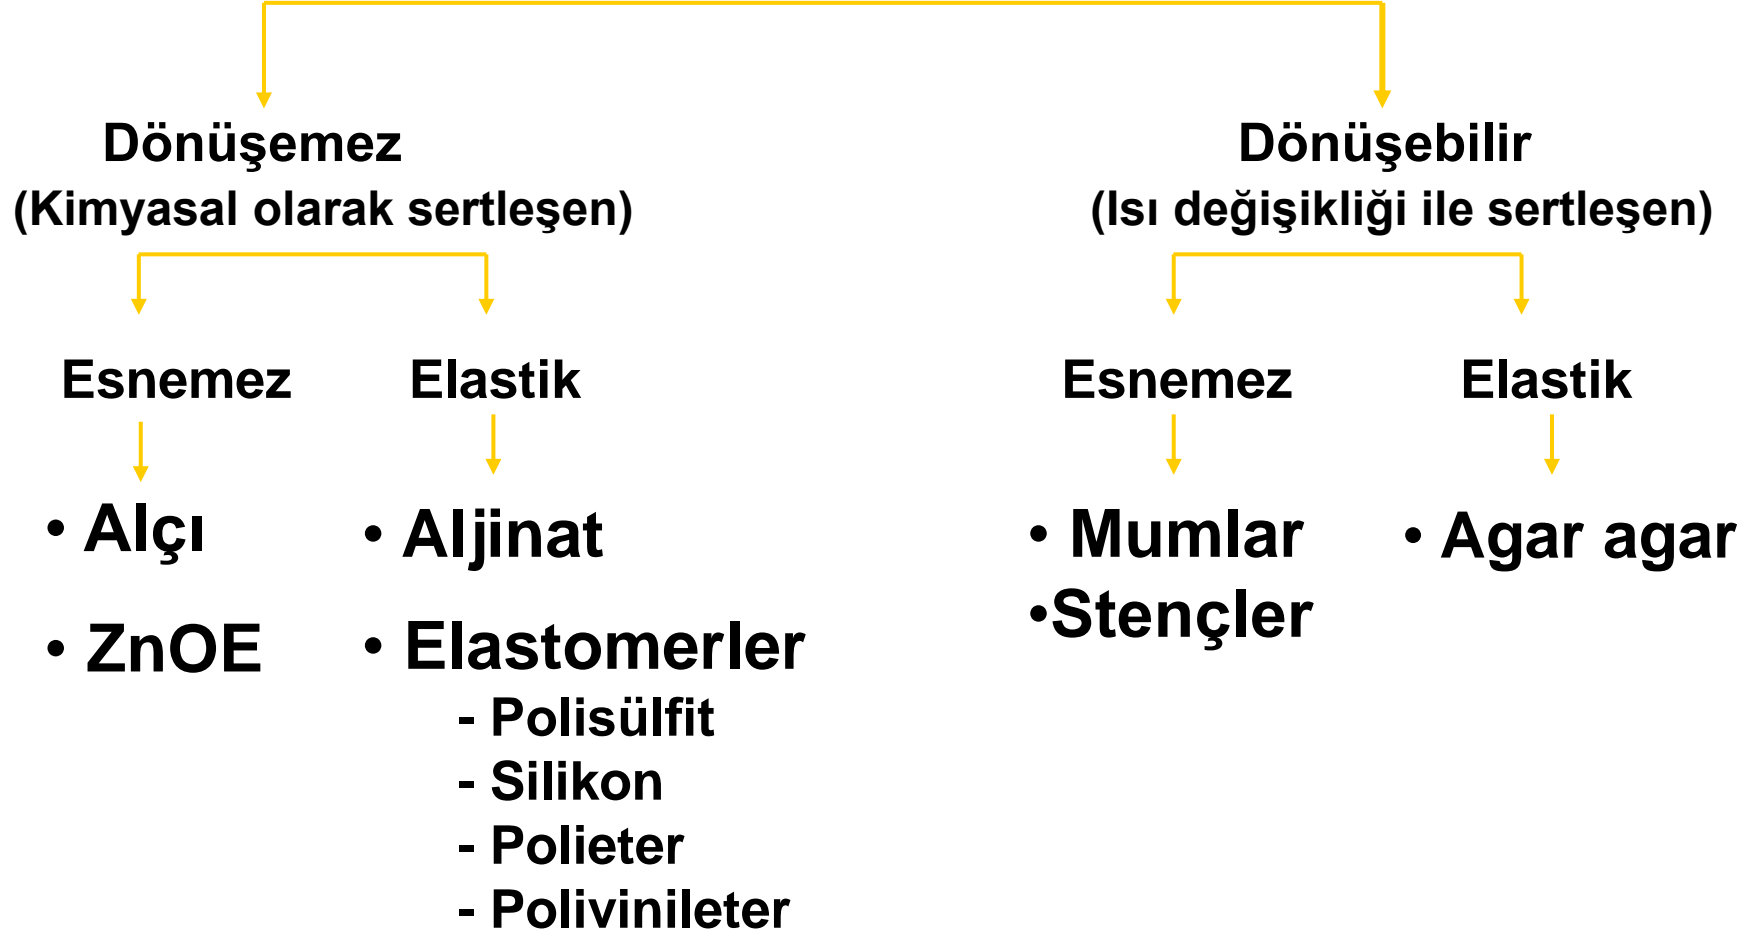 Dönüşemez
(Kimyasal olarak sertleşen)
Dönüşebilir
(Isı değişikliği ile sertleşen)
Esnemez
Elastik
Esnemez
Elastik
• Alçı
• ZnOE
• Aljinat
• Elastomerler
- Polisülfit
- Silikon
- Polieter
- Polivinileter
• Mumlar
•Stençler
• Agar agar